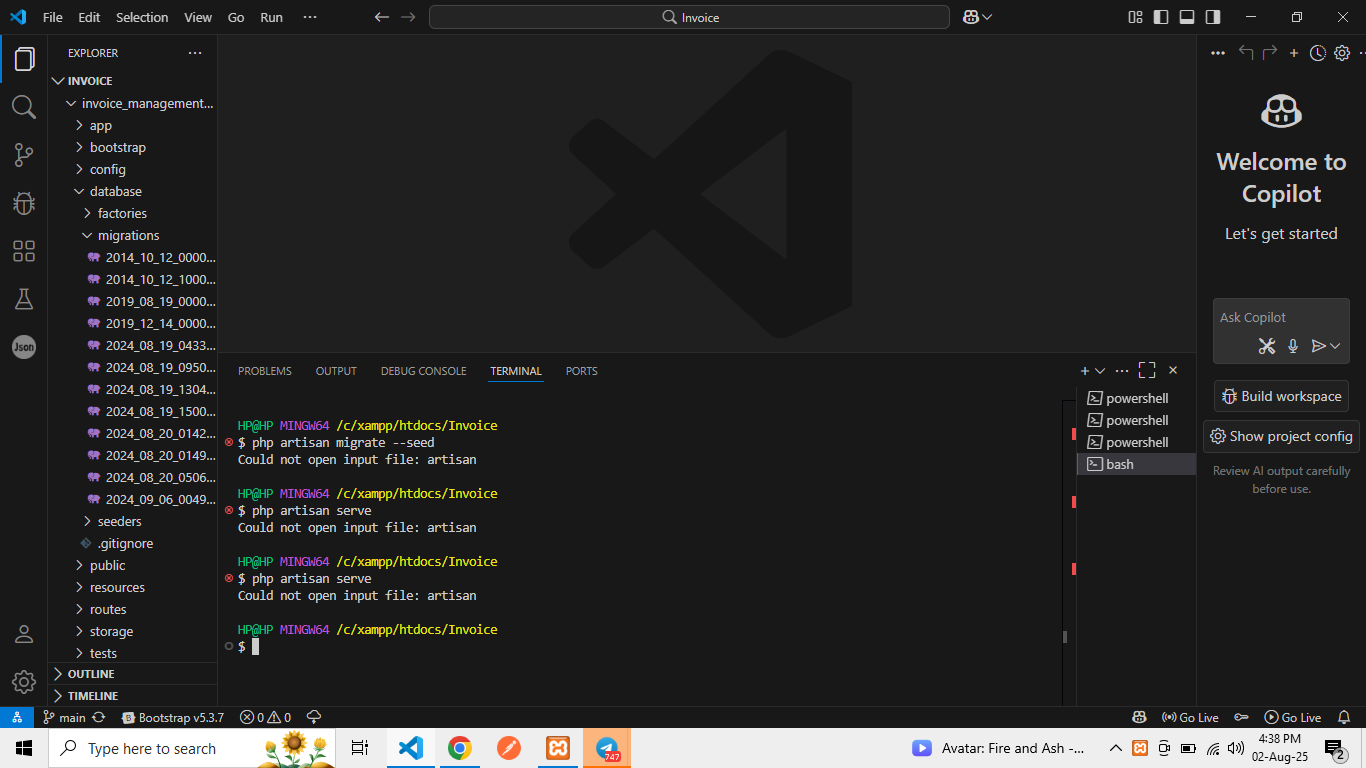 File Edit Selection View Go Run ···
Invoice
EXPLORER ···
INVOICE
invoice_management...
app
bootstrap
config
database
factories
migrations
2014_10_12_0000...
2014_10_12_1000...
2019_08_19_0000...
2019_12_14_0000...
2024_08_19_0433...
2024_08_19_0950...
2024_08_19_1304...
2024_08_19_1500...
2024_08_20_0142...
2024_08_20_0149...
2024_08_20_0506...
2024_09_06_0049...
seeders
.gitignore
public
resources
routes
storage
tests
OUTLINE
TIMELINE
Json
PROBLEMS OUTPUT DEBUG CONSOLE TERMINAL PORTS
HP@HP MINGW64 /c/xampp/htdocs/Invoice
$ php artisan migrate --seed
Could not open input file: artisan
HP@HP MINGW64 /c/xampp/htdocs/Invoice
$ php artisan serve
Could not open input file: artisan
HP@HP MINGW64 /c/xampp/htdocs/Invoice
$ php artisan serve
Could not open input file: artisan
HP@HP MINGW64 /c/xampp/htdocs/Invoice
$
powershell
powershell
powershell
bash
Welcome to
Copilot
Let's get started
Ask Copilot
Build workspace
Show project config
Review AI output carefully
before use.
main Bootstrap v5.3.7 0 0 Go Live Go Live
Type here to search
747
Avatar: Fire and Ash -...
4:38 PM
02-Aug-25
2